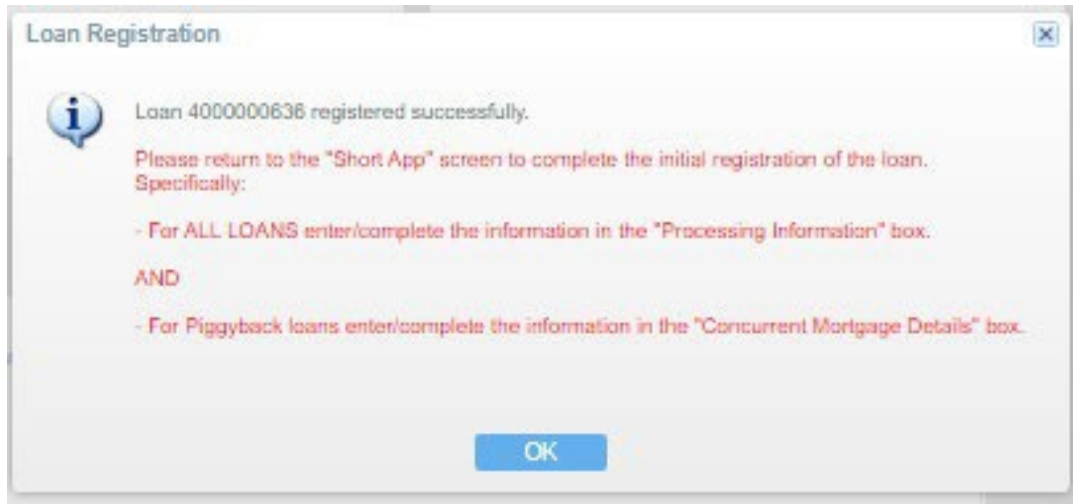 Loan Registration
Loan 4000000636 registered successfully.
Please return to the "Short App" screen to complete the initial registration of the loan.
Specifically:
- For ALL LOANS enter/complete the information in the "Processing Information" box.
AND
- For Piggyback loans enter/complete the information in the "Concurrent Mortgage Details" box.
OK